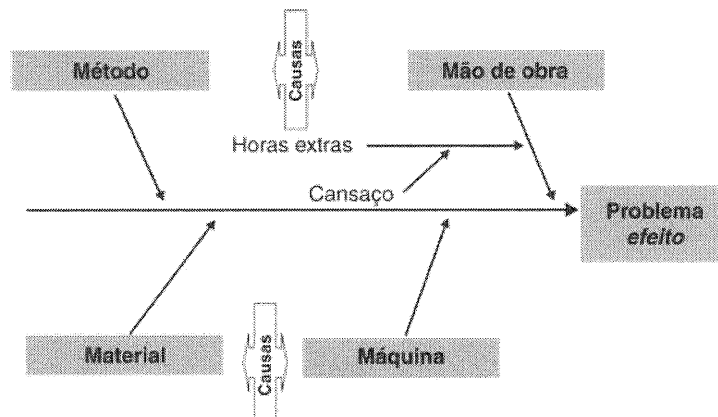 Causas
Método
Mão de obra
Horas extras
Cansaço
Problema
efeito
Material
Causas
Máquina